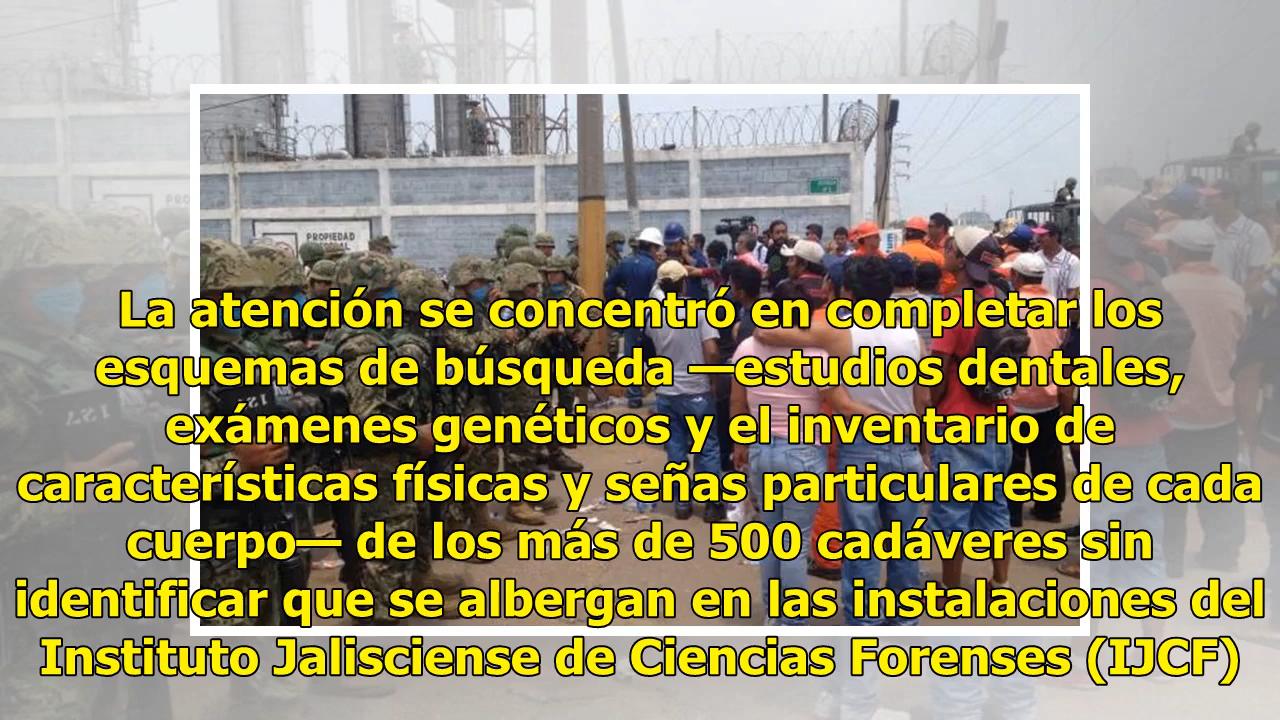 PROPIEDAD
La atención se concentró en completar los
esquemas de búsqueda —estudios dentales,
exámenes genéticos y el inventario de
características físicas y señas particulares de cada
cuerpo— de los más de 500 cadáveres sin
identificar que se albergan en las instalaciones del
Instituto Jalisciense de Ciencias Forenses (IJCF)